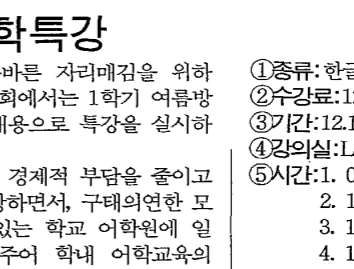 학특강
바른 자리매김을 위하
회에서는 1학기 여름방
내용으로 특강을 실시하
경제적 부담을 줄이고
하면서, 구태의연한 모
있는 학교 어학원에 일
주어 학내 어학교육의
①종류:한글
②수강료:1
③기간:12.1
④강의실:L
⑤시간:1. 0
2. 1
3. 1
4. 1